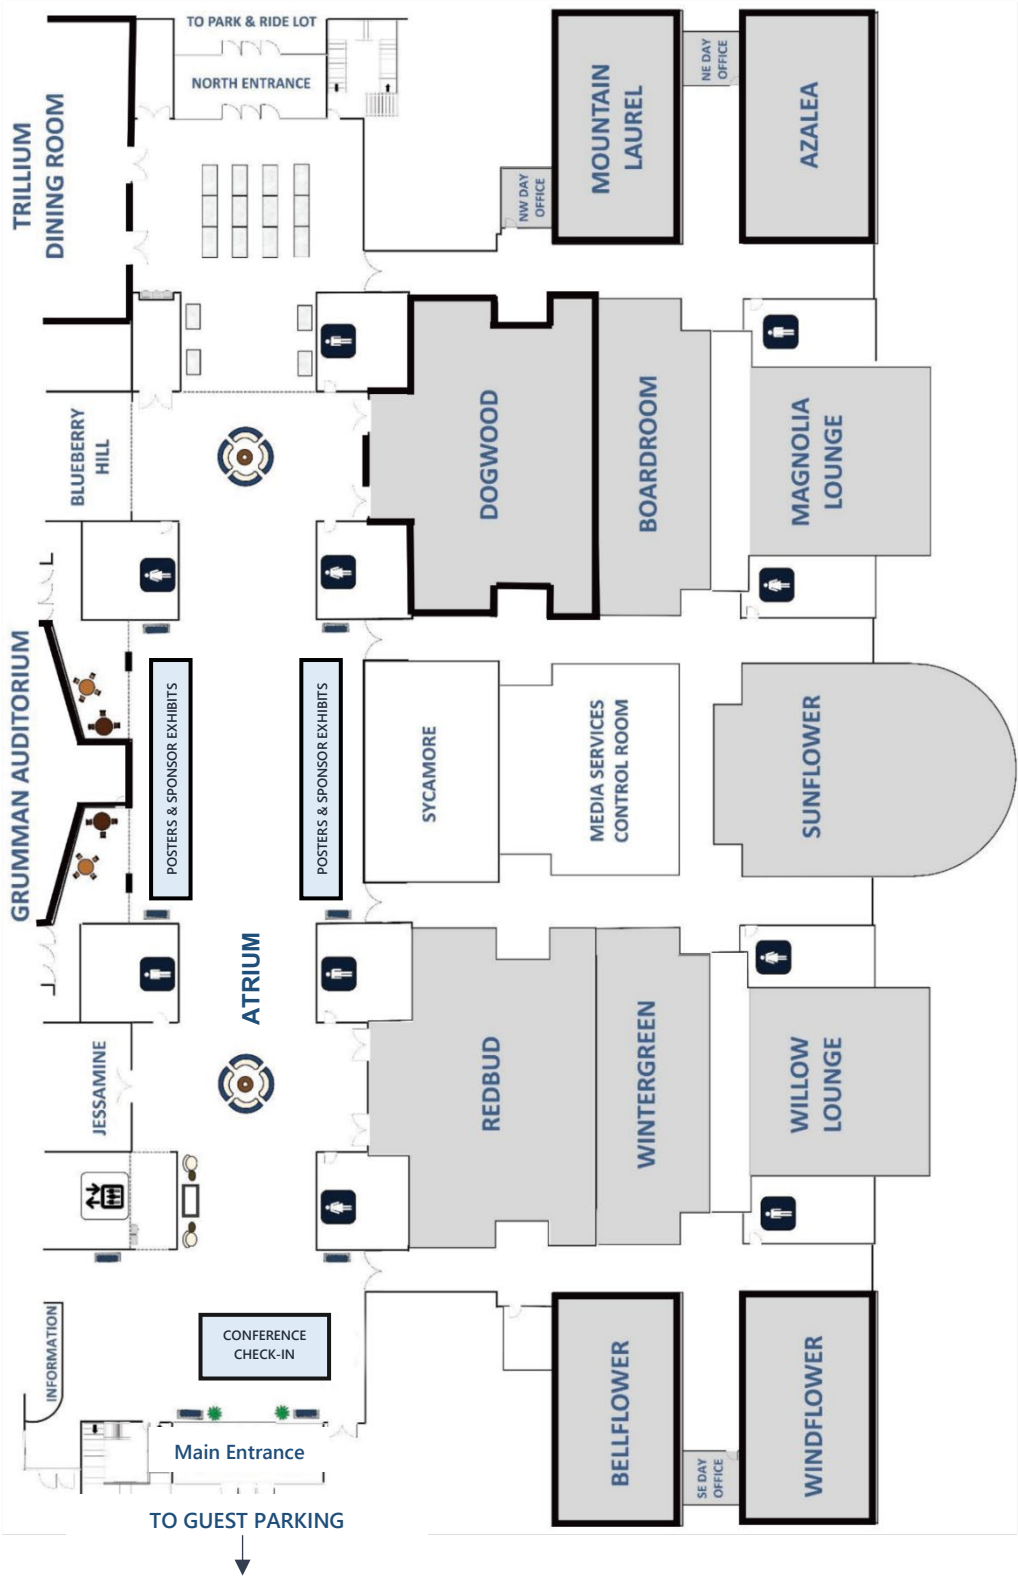 TO PARK & RIDE LOT
NORTH ENTRANCE
TRILLIUM
DINING ROOM
MOUNTAIN
LAUREL
NE DAY
OFFICE
AZALEA
NW DAY
OFFICE
BLUEBERRY
HILL
DOGWOOD
BOARDROOM
MAGNOLIA
LOUNGE
GRUMMAN AUDITORIUM
POSTERS & SPONSOR EXHIBITS
POSTERS & SPONSOR EXHIBITS
SYCAMORE
MEDIA SERVICES
CONTROL ROOM
SUNFLOWER
ATRIUM
JESSAMINE
REDBUD
WINTERGREEN
WILLOW
LOUNGE
INFORMATION
CONFERENCE
CHECK-IN
BELLFLOWER
SE DAY
OFFICE
WINDFLOWER
Main Entrance
TO GUEST PARKING